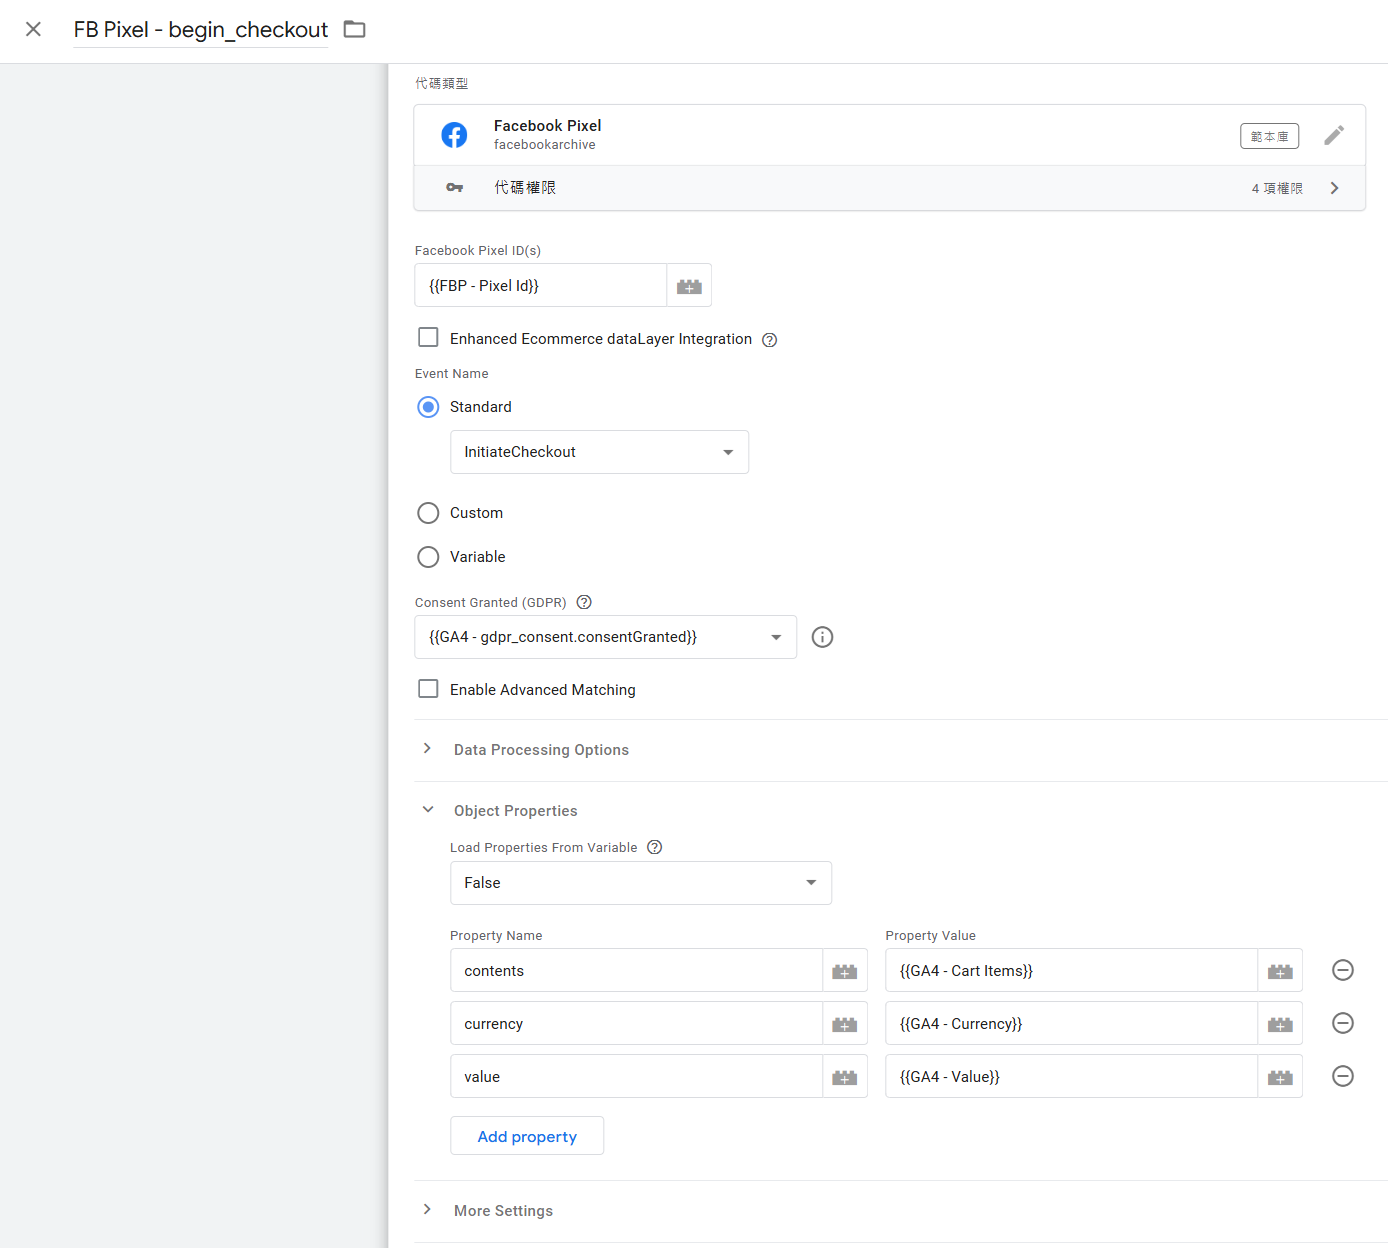 FB Pixel - begin_checkout
代碼類型
Facebook Pixel
facebookarchive
範本庫
代碼權限
4 項權限
Facebook Pixel ID(s)
{{FBP - Pixel Id}}
Enhanced Ecommerce dataLayer Integration
Event Name
Standard
InitiateCheckout
Custom
Variable
Consent Granted (GDPR)
{{GA4 - gdpr_consent.consentGranted}}
Enable Advanced Matching
Data Processing Options
Object Properties
Load Properties From Variable
False
Property Name Property Value
contents {{GA4 - Cart Items}}
currency {{GA4 - Currency}}
value {{GA4 - Value}}
Add property
More Settings